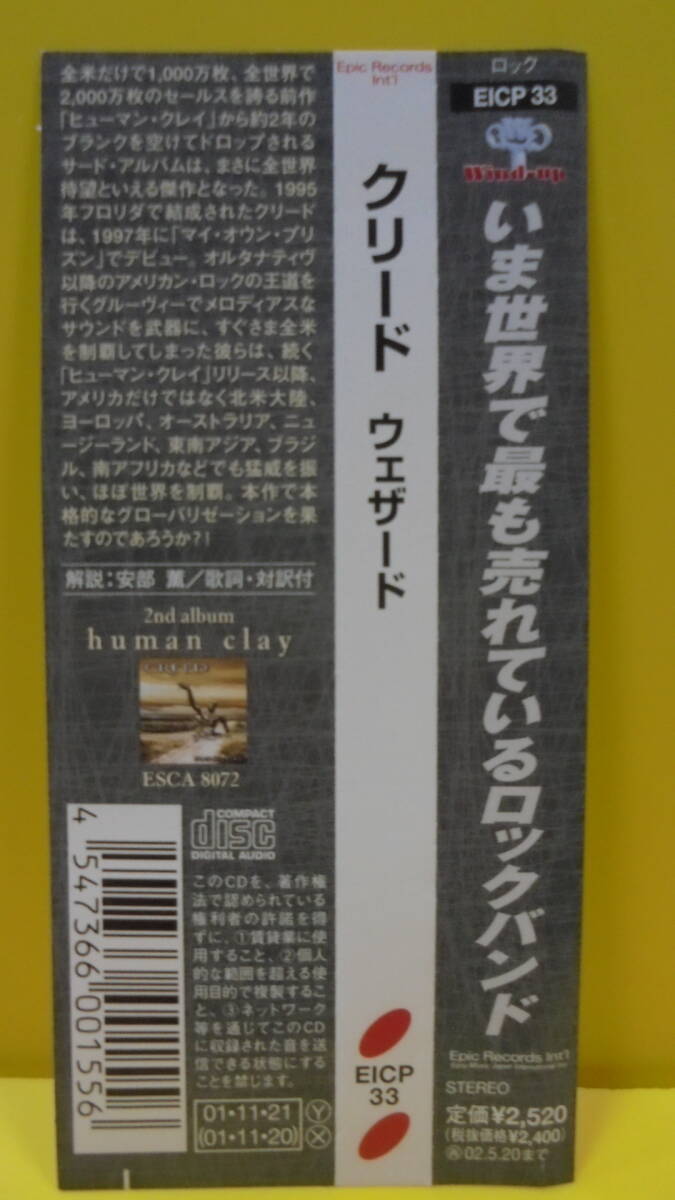 全米だけで1,000万枚、全世界で
2,000万枚のセールスを誇る前作
「ヒューマン・クレイ」から約2年の
ブランクを空けてドロップされる
サード・アルバムは、まさに全世界
待望といえる傑作となった。1995
年フロリダで結成されたクリード
は、1997年に「マイ・オウン・プリ
ズン」でデビュー。オルタナティヴ
以降のアメリカン・ロックの王道を
行くグルーヴィーでメロディアスな
サウンドを武器に、すぐさま全米
を制覇してしまった彼らは、続く
「ヒューマン・クレイ」リリース以降、
アメリカだけではなく北米大陸、
ヨーロッパ、オーストラリア、ニュ
ージーランド、東南アジア、ブラジ
ル、南アフリカなどでも猛威を振
い、ほぼ世界を制覇。本作で本
格的なグローバリゼーションを果
たすのであろうか?!
解説:安部 薫/歌詞・対訳付
2nd album
human clay
CREED
ESCA 8072
4 547366 001556
COMPACT
disc
DIGITAL AUDIO
このCDを、著作権
法で認められている
権利者の許諾を得
ずに、①賃貸業に使
用すること、②個人
的な範囲を超える使
用目的で複製するこ
と、③ネットワーク
等を通じてこのCD
に収録された音を送
信できる状態にする
ことを禁じます。
01・11・21 Ⓨ
(01・11・20) Ⓧ
Epic Records
Int'l
クリード ウェザード
EICP
33
ロック
EICP 33
Wind-up
いま世界で最も売れているロックバンド
Epic Records Int'l
STEREO
定価¥2,520
(税抜価格¥2,400)
㋐02.5.20まで